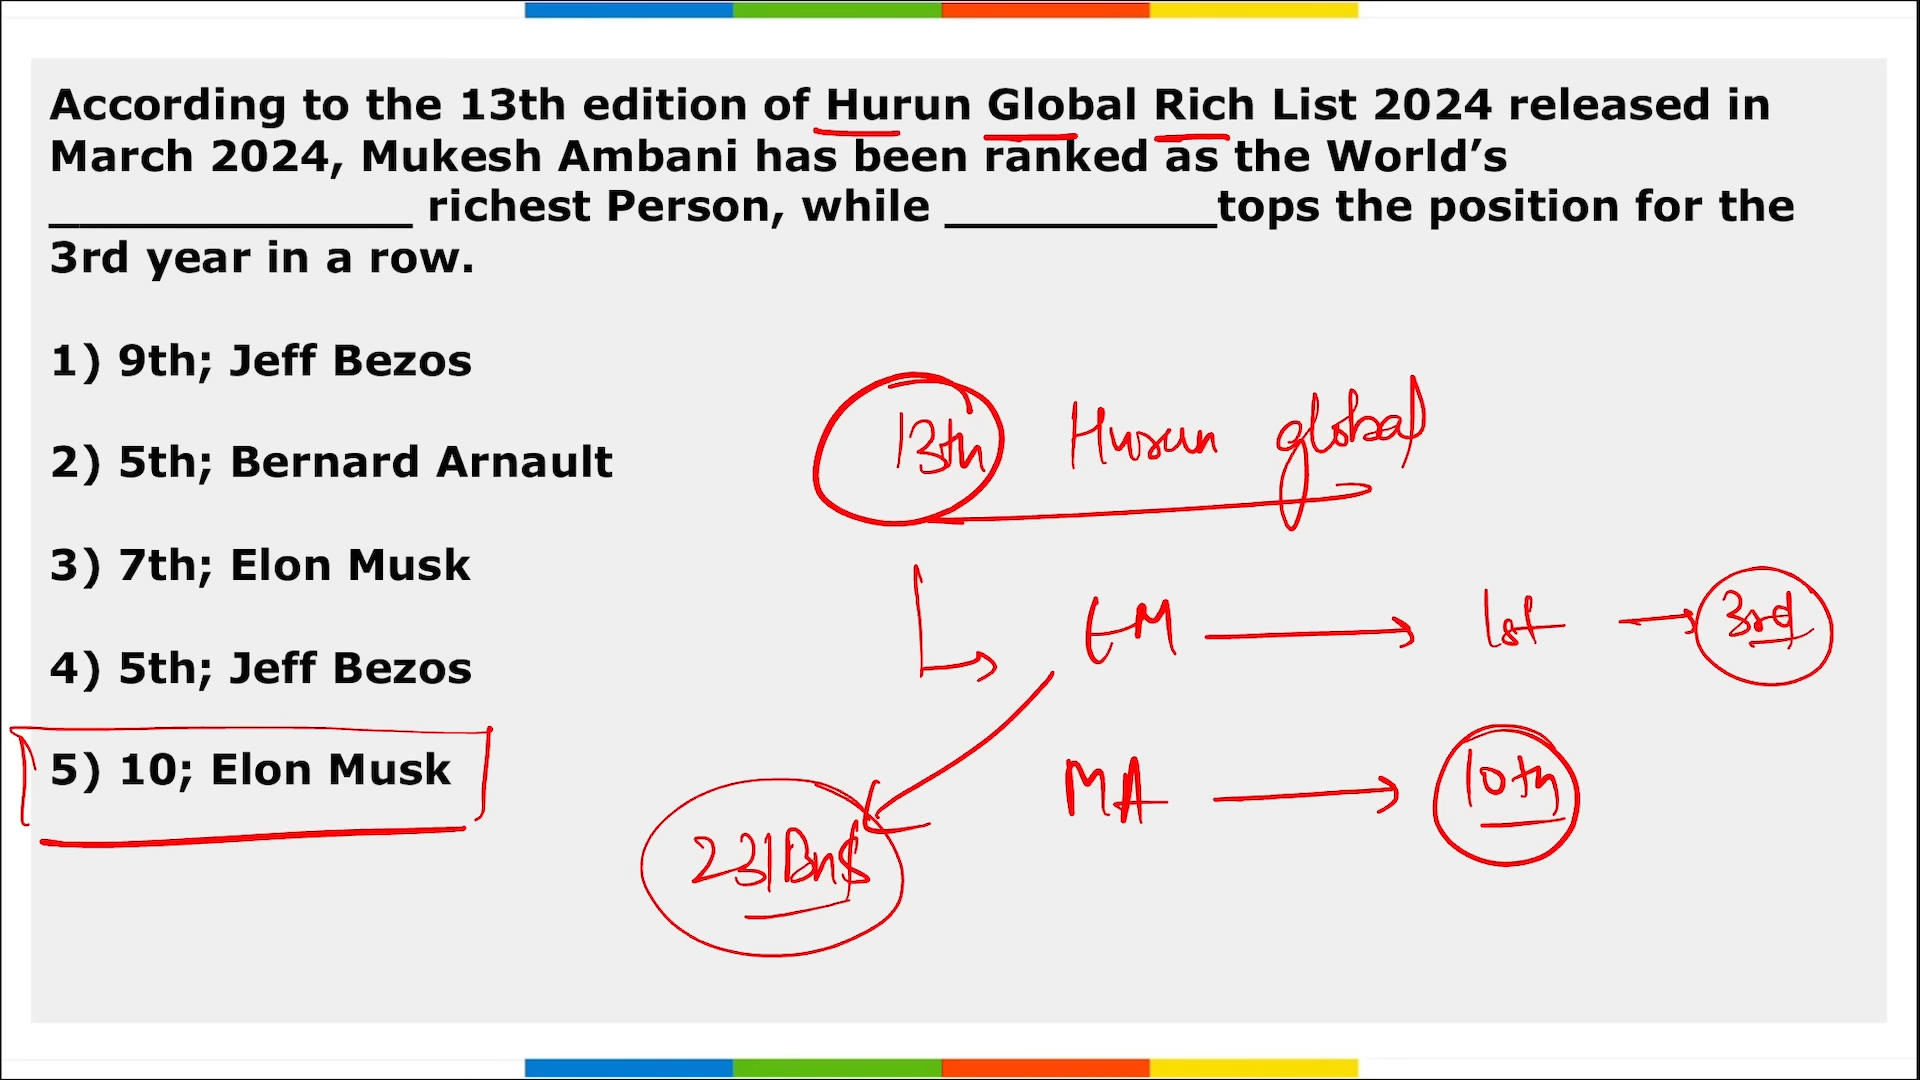 According to the 13th edition of Hurun Global Rich List 2024 released in
March 2024, Mukesh Ambani has been ranked as the World’s
________________ richest Person, while ____________tops the position for the
3rd year in a row.
1) 9th; Jeff Bezos
2) 5th; Bernard Arnault
3) 7th; Elon Musk
4) 5th; Jeff Bezos
5) 10; Elon Musk
13th Hurun global
EM → 1st → 3rd
MA → 10th
231Bn$